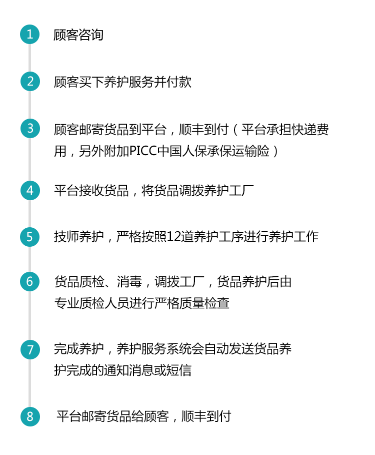 1 顾客咨询
2 顾客买下养护服务并付款
3 顾客邮寄货品到平台，顺丰到付（平台承担快递费
用，另外附加PICC中国人保承保运输险）
4 平台接收货品，将货品调拨养护工厂
5 技师养护，严格按照12道养护工序进行养护工作
6 货品质检、消毒，调拨工厂，货品养护后由
专业质检人员进行严格质量检查
7 完成养护，养护服务系统会自动发送货品养
护完成的通知消息或短信
8 平台邮寄货品给顾客，顺丰到付